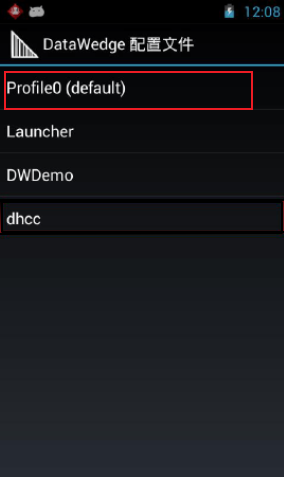 12:08
DataWedge 配置文件
Profile0 (default)
Launcher
DWDemo
dhcc